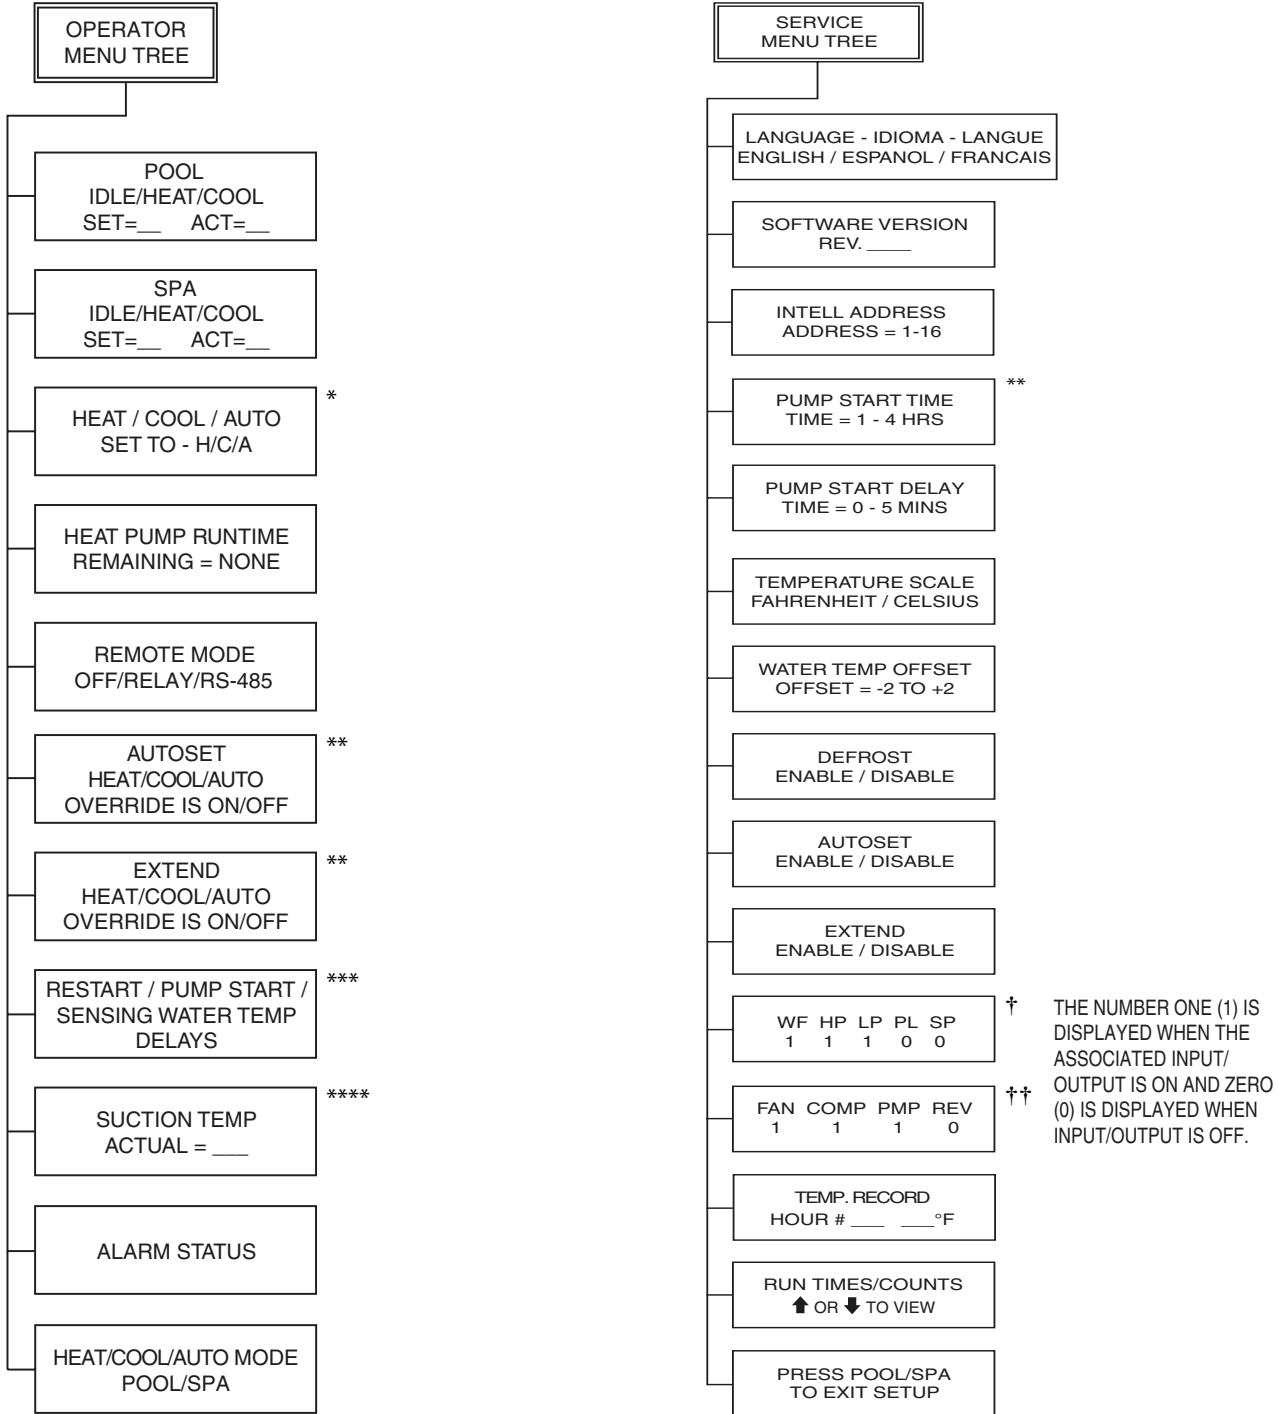 OPERATOR
MENU TREE
POOL
IDLE/HEAT/COOL
SET=__ ACT=__
SPA
IDLE/HEAT/COOL
SET=__ ACT=__
*
HEAT / COOL / AUTO
SET TO - H/C/A
HEAT PUMP RUNTIME
REMAINING = NONE
REMOTE MODE
OFF/RELAY/RS-485
**
AUTOSET
HEAT/COOL/AUTO
OVERRIDE IS ON/OFF
**
EXTEND
HEAT/COOL/AUTO
OVERRIDE IS ON/OFF
***
RESTART / PUMP START /
SENSING WATER TEMP
DELAYS
****
SUCTION TEMP
ACTUAL = ___
ALARM STATUS
HEAT/COOL/AUTO MODE
POOL/SPA
SERVICE
MENU TREE
LANGUAGE - IDIOMA - LANGUE
ENGLISH / ESPANOL / FRANCAIS
SOFTWARE VERSION
REV. ____
INTELL ADDRESS
ADDRESS = 1-16
**
PUMP START TIME
TIME = 1 - 4 HRS
PUMP START DELAY
TIME = 0 - 5 MINS
TEMPERATURE SCALE
FAHRENHEIT / CELSIUS
WATER TEMP OFFSET
OFFSET = -2 TO +2
DEFROST
ENABLE / DISABLE
AUTOSET
ENABLE / DISABLE
EXTEND
ENABLE / DISABLE
†
WF HP LP PL SP
1 1 1 0 0
††
FAN COMP PMP REV
1 1 1 0
THE NUMBER ONE (1) IS
DISPLAYED WHEN THE
ASSOCIATED INPUT/
OUTPUT IS ON AND ZERO
(0) IS DISPLAYED WHEN
INPUT/OUTPUT IS OFF.
TEMP. RECORD
HOUR # ___ ___°F
RUN TIMES/COUNTS
⬆ OR ⬇ TO VIEW
PRESS POOL/SPA
TO EXIT SETUP